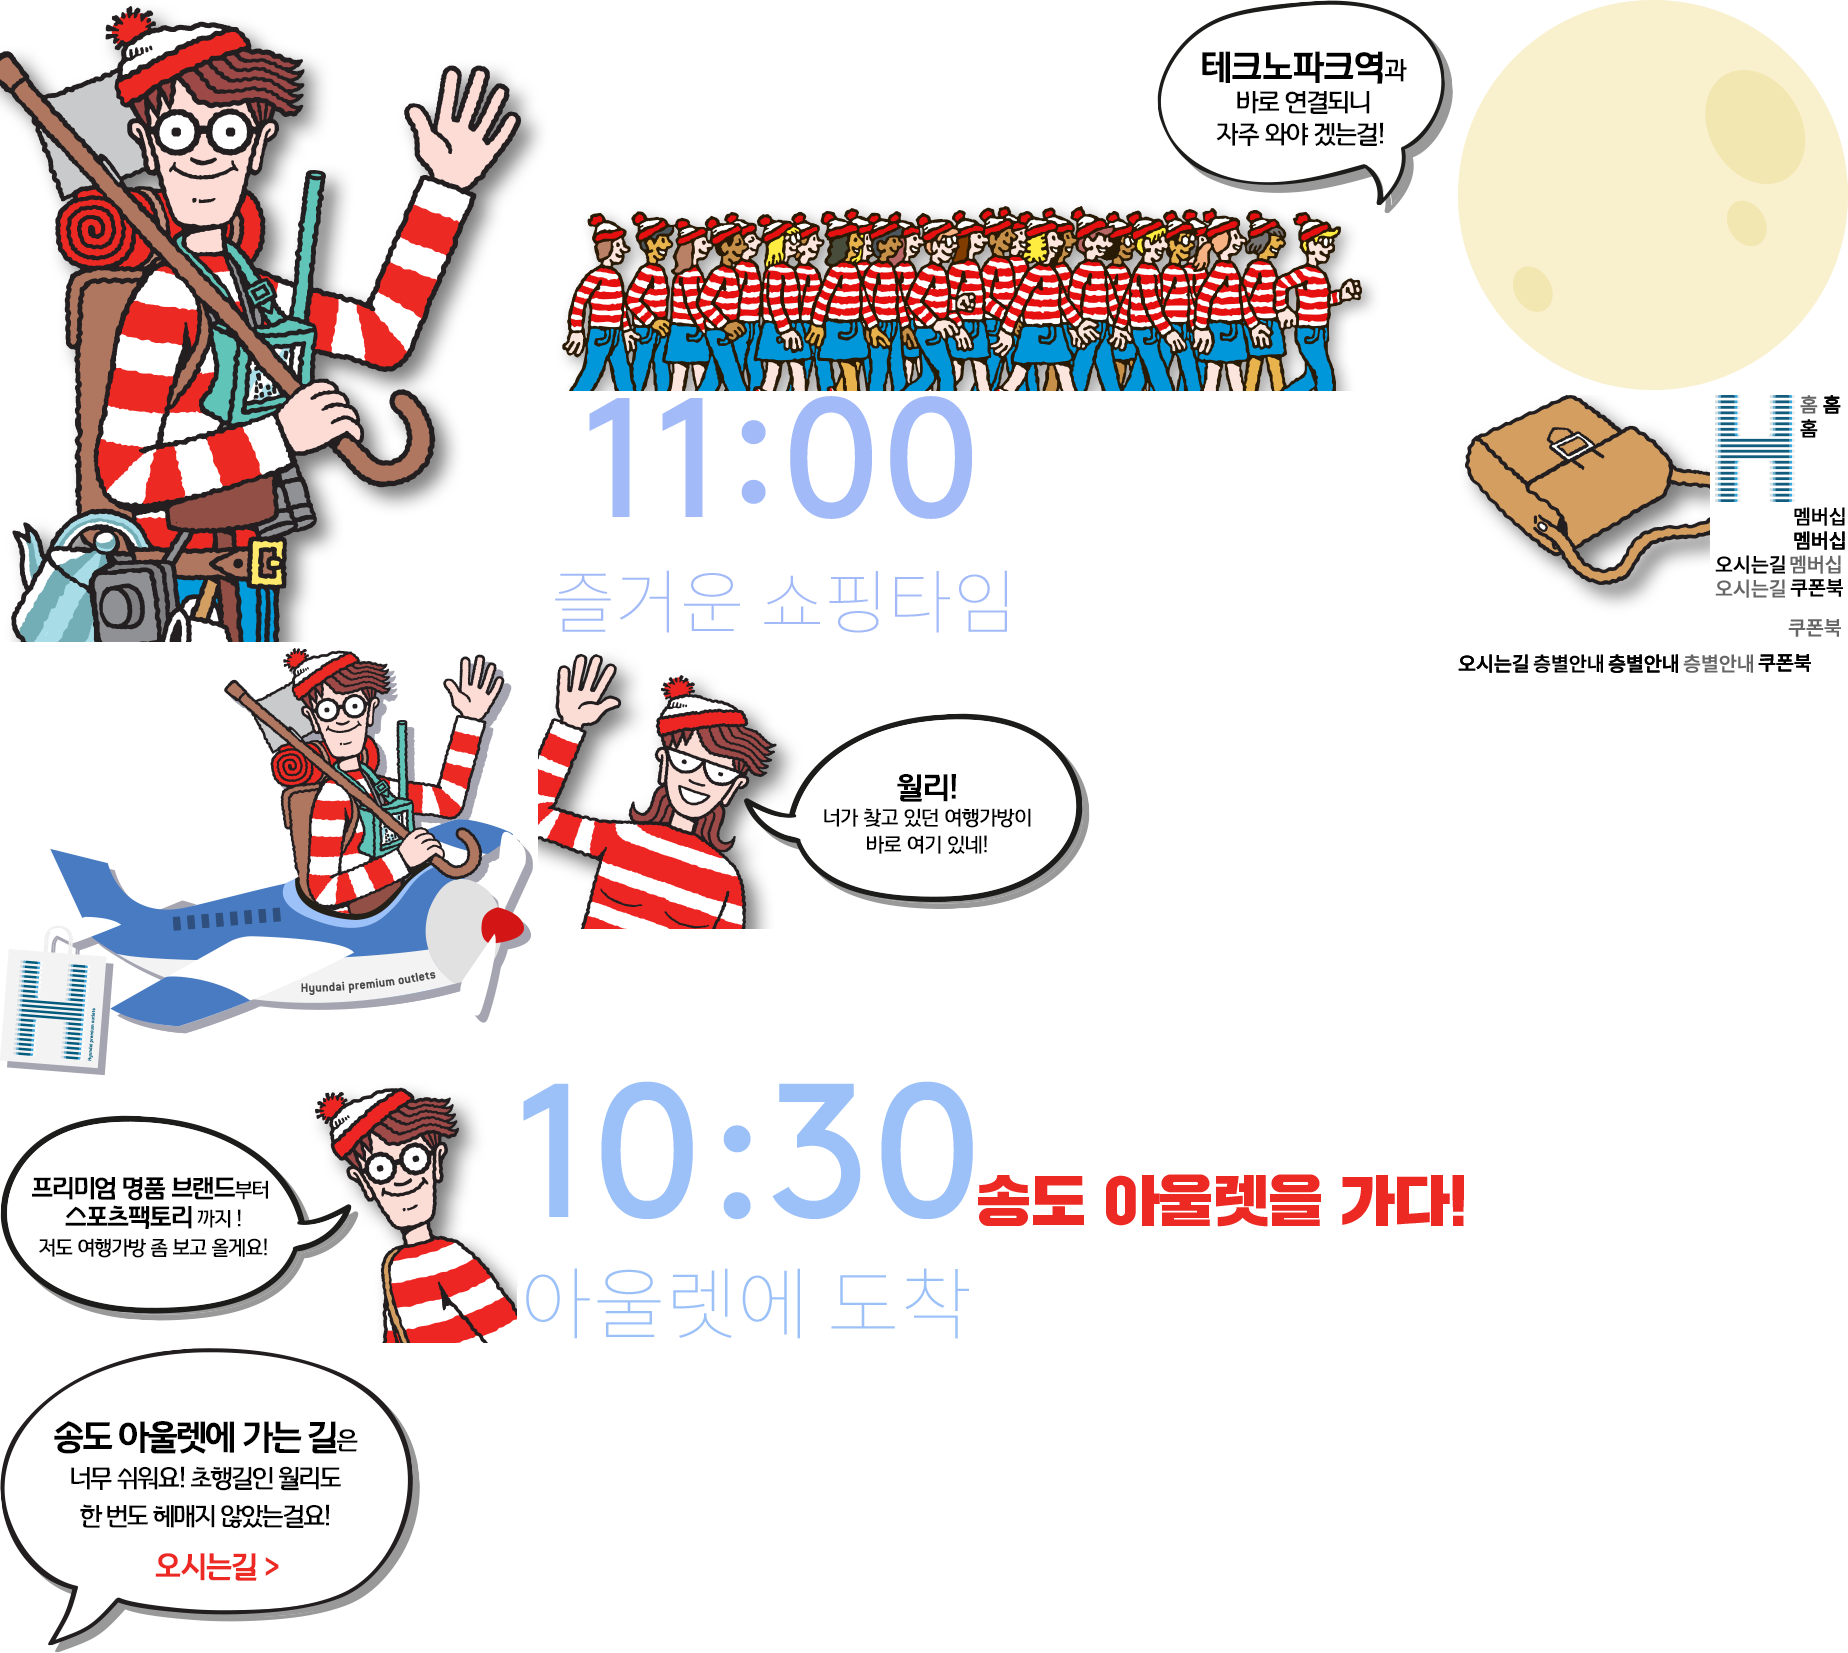 테크노파크역과
바로 연결되니
자주 와야 겠는걸!
11:00
즐거운 쇼핑타임
홈 홈
홈
멤버십
멤버십
오시는길 멤버십
오시는길 쿠폰북
쿠폰북
오시는길 층별안내 층별안내 층별안내 쿠폰북
월리!
너가 찾고 있던 여행가방이
바로 여기 있네!
Hyundai premium outlets
H
Hyundai premium outlets
프리미엄 명품 브랜드부터
스포츠팩토리 까지 !
저도 여행가방 좀 보고 올게요!
10:30
송도 아울렛을 가다!
아울렛에 도착
송도 아울렛에 가는 길은
너무 쉬워요! 초행길인 월리도
한 번도 헤매지 않았는걸요!
오시는길 >